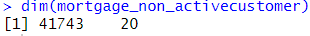 > dim(mortgage_non_activecustomer)
[1] 41743    20